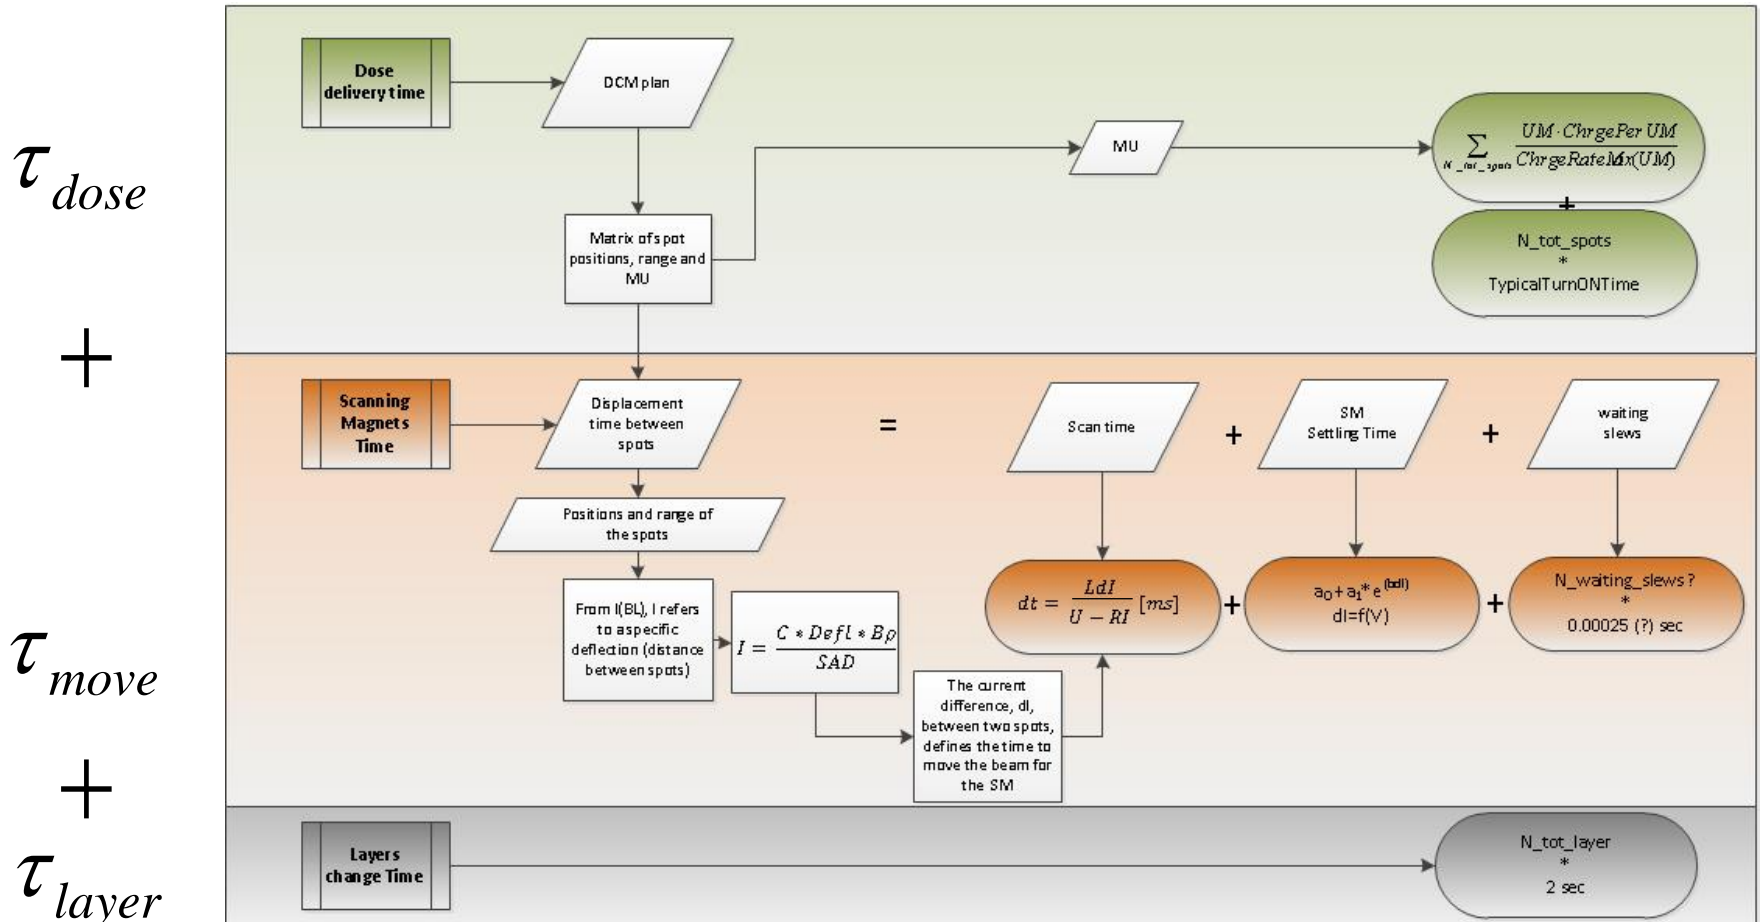 τ dose
+
τ move
+
τ layer
Dose
delivery time
DCM plan
Matrix of spot
positions, range and
MU
MU
∑ N_tot_spots UM · ChrgePer UM
ChrgeRateMax(UM)
+
N_tot_spots
*
TypicalTurnONTime
Scanning
Magnets
Time
Displacement
time between
spots
=
Scan time
+
SM
Settling Time
+
waiting
slews
Positions and range of
the spots
From I(BL), I refers
to a specific
deflection (distance
between spots)
I = C * Defl * Bρ
SAD
The current
difference, dI,
between two spots,
defines the time to
move the beam for
the SM
dt = LdI
U − RI [ms]
+
a₀+a₁*e^(bdI)
dI=f(V)
+
N_waiting_slews ?
*
0.00025 (?) sec
Layers
change Time
N_tot_layer
*
2 sec